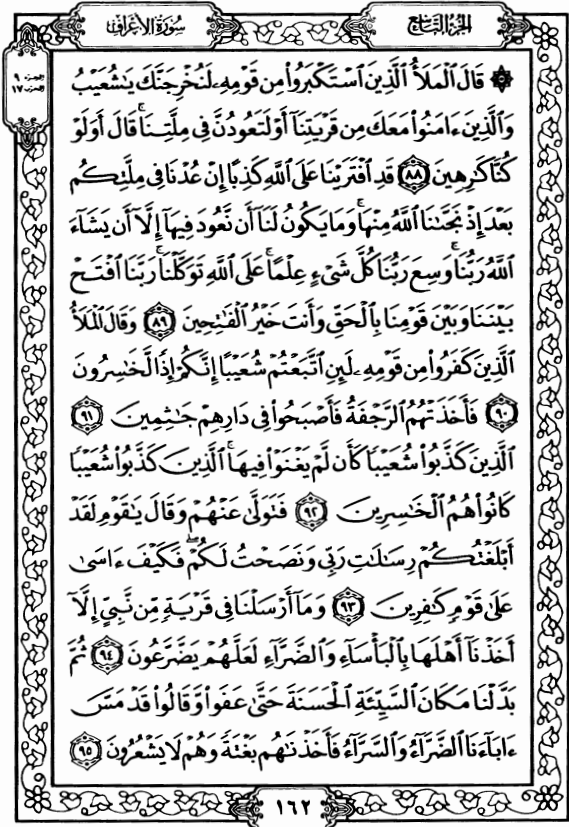 الجزء التاسع
سورة الأعراف
الجزء ٩
الحزب ١٧
۞ قَالَ ٱلْمَلَأُ ٱلَّذِينَ ٱسْتَكْبَرُوا۟ مِن قَوْمِهِۦ لَنُخْرِجَنَّكَ يَٰشُعَيْبُ
وَٱلَّذِينَ ءَامَنُوا۟ مَعَكَ مِن قَرْيَتِنَآ أَوْ لَتَعُودُنَّ فِى مِلَّتِنَا ۚ قَالَ أَوَلَوْ
كُنَّا كَٰرِهِينَ ٨٨ قَدِ ٱفْتَرَيْنَا عَلَى ٱللَّهِ كَذِبًا إِنْ عُدْنَا فِى مِلَّتِكُم
بَعْدَ إِذْ نَجَّىٰنَا ٱللَّهُ مِنْهَا ۚ وَمَا يَكُونُ لَنَآ أَن نَّعُودَ فِيهَآ إِلَّآ أَن يَشَآءَ
ٱللَّهُ رَبُّنَا ۚ وَسِعَ رَبُّنَا كُلَّ شَىْءٍ عِلْمًا ۚ عَلَى ٱللَّهِ تَوَكَّلْنَا ۚ رَبَّنَا ٱفْتَحْ
بَيْنَنَا وَبَيْنَ قَوْمِنَا بِٱلْحَقِّ وَأَنتَ خَيْرُ ٱلْفَٰتِحِينَ ٨٩ وَقَالَ ٱلْمَلَأُ
ٱلَّذِينَ كَفَرُوا۟ مِن قَوْمِهِۦ لَئِنِ ٱتَّبَعْتُمْ شُعَيْبًا إِنَّكُمْ إِذًا لَّخَٰسِرُونَ
٩٠ فَأَخَذَتْهُمُ ٱلرَّجْفَةُ فَأَصْبَحُوا۟ فِى دَارِهِمْ جَٰثِمِينَ ٩١
ٱلَّذِينَ كَذَّبُوا۟ شُعَيْبًا كَأَن لَّمْ يَغْنَوْا۟ فِيهَا ۚ ٱلَّذِينَ كَذَّبُوا۟ شُعَيْبًا
كَانُوا۟ هُمُ ٱلْخَٰسِرِينَ ٩٢ فَتَوَلَّىٰ عَنْهُمْ وَقَالَ يَٰقَوْمِ لَقَدْ
أَبْلَغْتُكُمْ رِسَٰلَٰتِ رَبِّى وَنَصَحْتُ لَكُمْ ۖ فَكَيْفَ ءَاسَىٰ
عَلَىٰ قَوْمٍ كَٰفِرِينَ ٩٣ وَمَآ أَرْسَلْنَا فِى قَرْيَةٍ مِّن نَّبِىٍّ إِلَّآ
أَخَذْنَآ أَهْلَهَا بِٱلْبَأْسَآءِ وَٱلضَّرَّآءِ لَعَلَّهُمْ يَضَّرَّعُونَ ٩٤ ثُمَّ
بَدَّلْنَا مَكَانَ ٱلسَّيِّئَةِ ٱلْحَسَنَةَ حَتَّىٰ عَفَوا۟ وَّقَالُوا۟ قَدْ مَسَّ
ءَابَآءَنَا ٱلضَّرَّآءُ وَٱلسَّرَّآءُ فَأَخَذْنَٰهُم بَغْتَةً وَهُمْ لَا يَشْعُرُونَ ٩٥
١٦٢